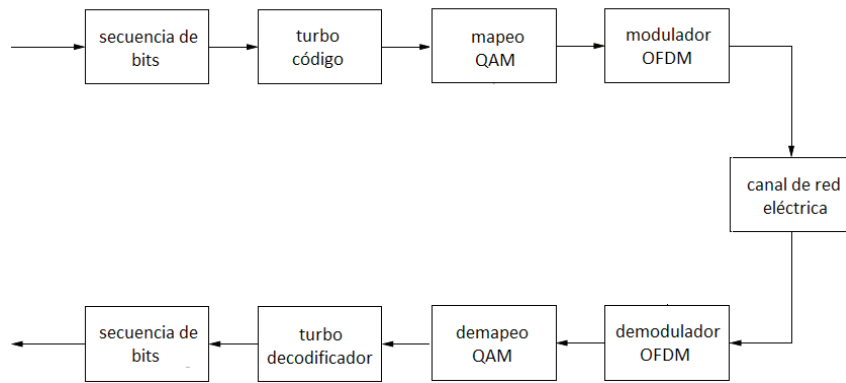 secuencia de
bits
turbo
código
mapeo
QAM
modulador
OFDM
canal de red
eléctrica
secuencia de
bits
turbo
decodificador
demapeo
QAM
demodulador
OFDM